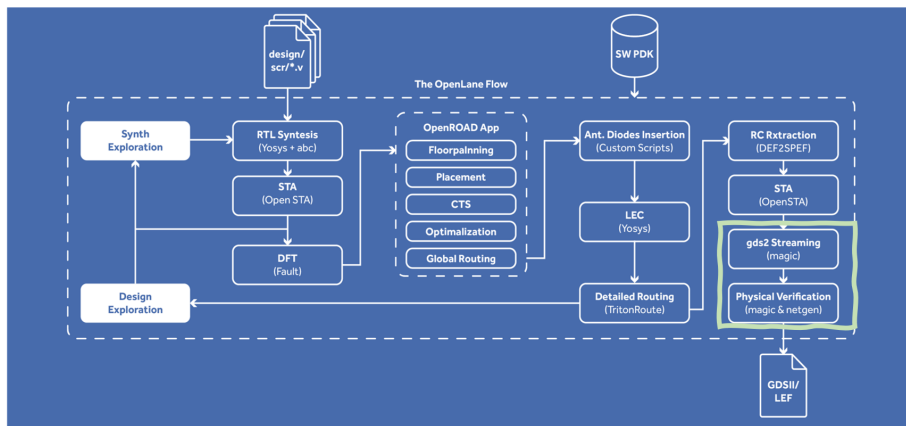 design/
scr/*.v
SW PDK
The OpenLane Flow
Synth
Exploration
RTL Syntesis
(Yosys + abc)
STA
(Open STA)
DFT
(Fault)
Design
Exploration
OpenROAD App
Floorpalnning
Placement
CTS
Optimalization
Global Routing
Ant. Diodes Insertion
(Custom Scripts)
LEC
(Yosys)
Detailed Routing
(TritonRoute)
RC Rxtraction
(DEF2SPEF)
STA
(OpenSTA)
gds2 Streaming
(magic)
Physical Verification
(magic & netgen)
GDSII/
LEF